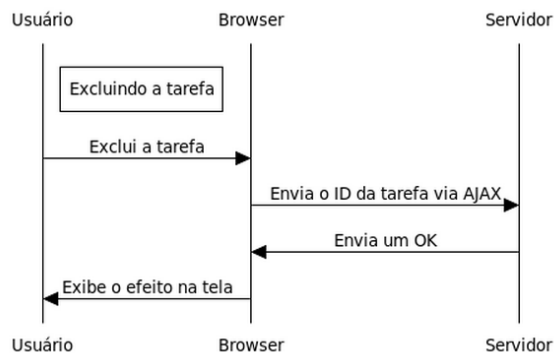 Usuário Browser Servidor
Excluindo a tarefa
Exclui a tarefa
Envia o ID da tarefa via AJAX
Envia um OK
Exibe o efeito na tela
Usuário Browser Servidor